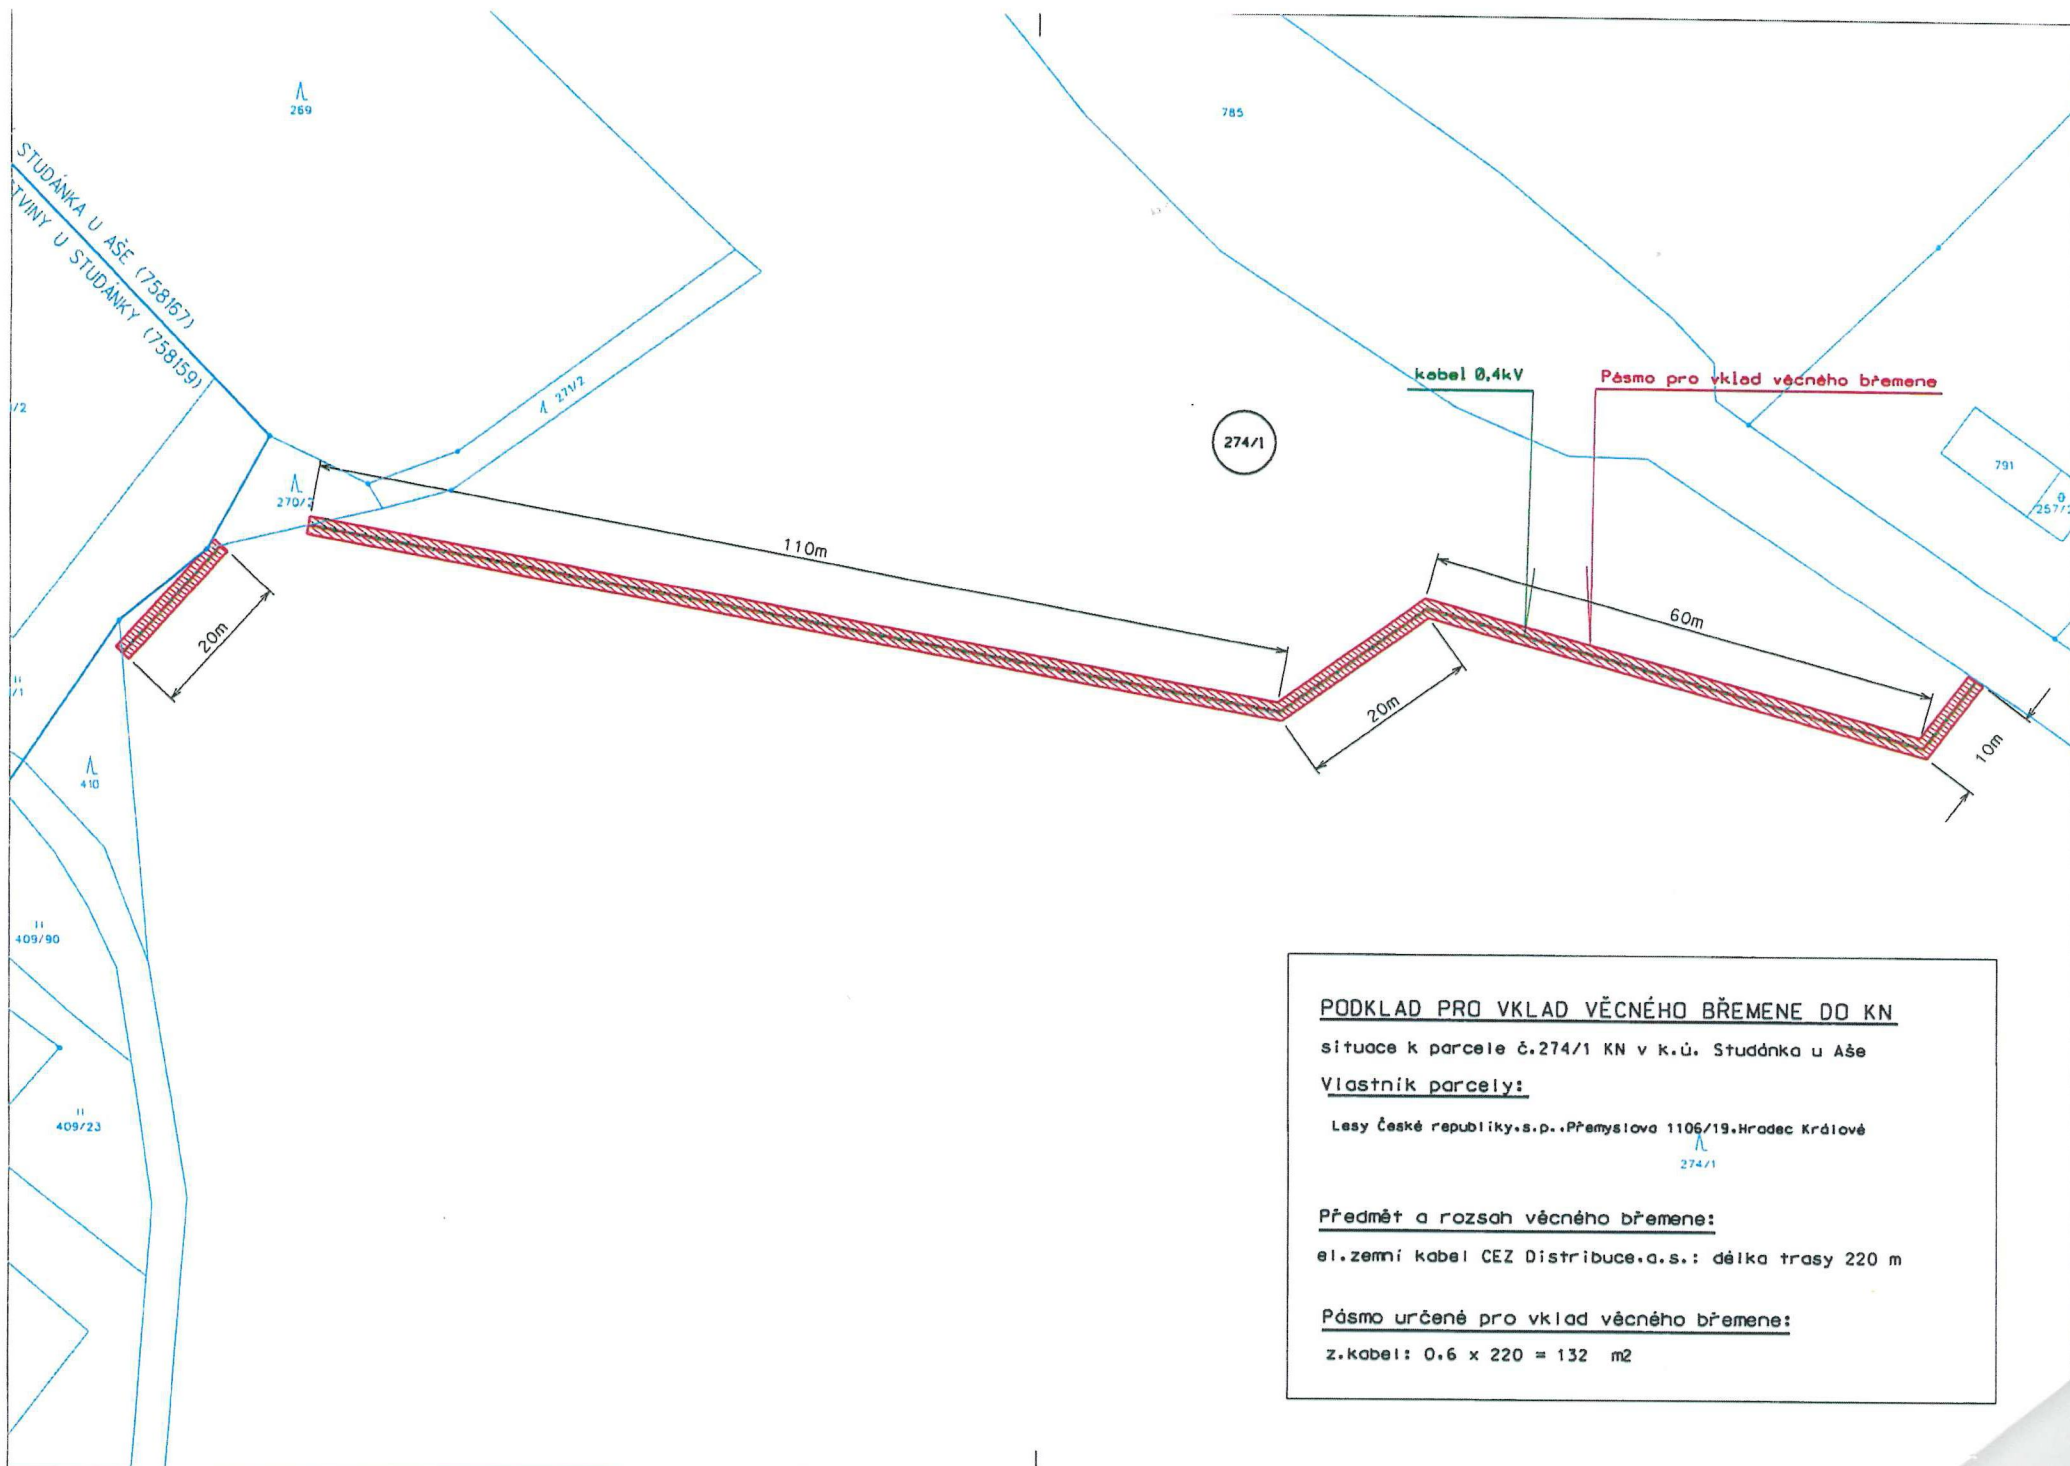 269
785
STUDÁNKA U AŠE (758167)
TVINY U STUDÁNKY (758159)
/2
271/2
kabel 0,4kV
Pásmo pro vklad věcného břemene
274/1
791
257/
270/2
110m
20m
60m
20m
10m
/1
410
409/90
409/23
PODKLAD PRO VKLAD VĚCNÉHO BŘEMENE DO KN
situace k parcele č.274/1 KN v k.ú. Studánka u Aše
Vlastník parcely:
Lesy České republiky,s.p.,Přemyslova 1106/19,Hradec Králové
274/1
Předmět a rozsah věcného břemene:
el.zemní kabel CEZ Distribuce,a.s.: délka trasy 220 m
Pásmo určené pro vklad věcného břemene:
z.kabel: 0.6 x 220 = 132 m2